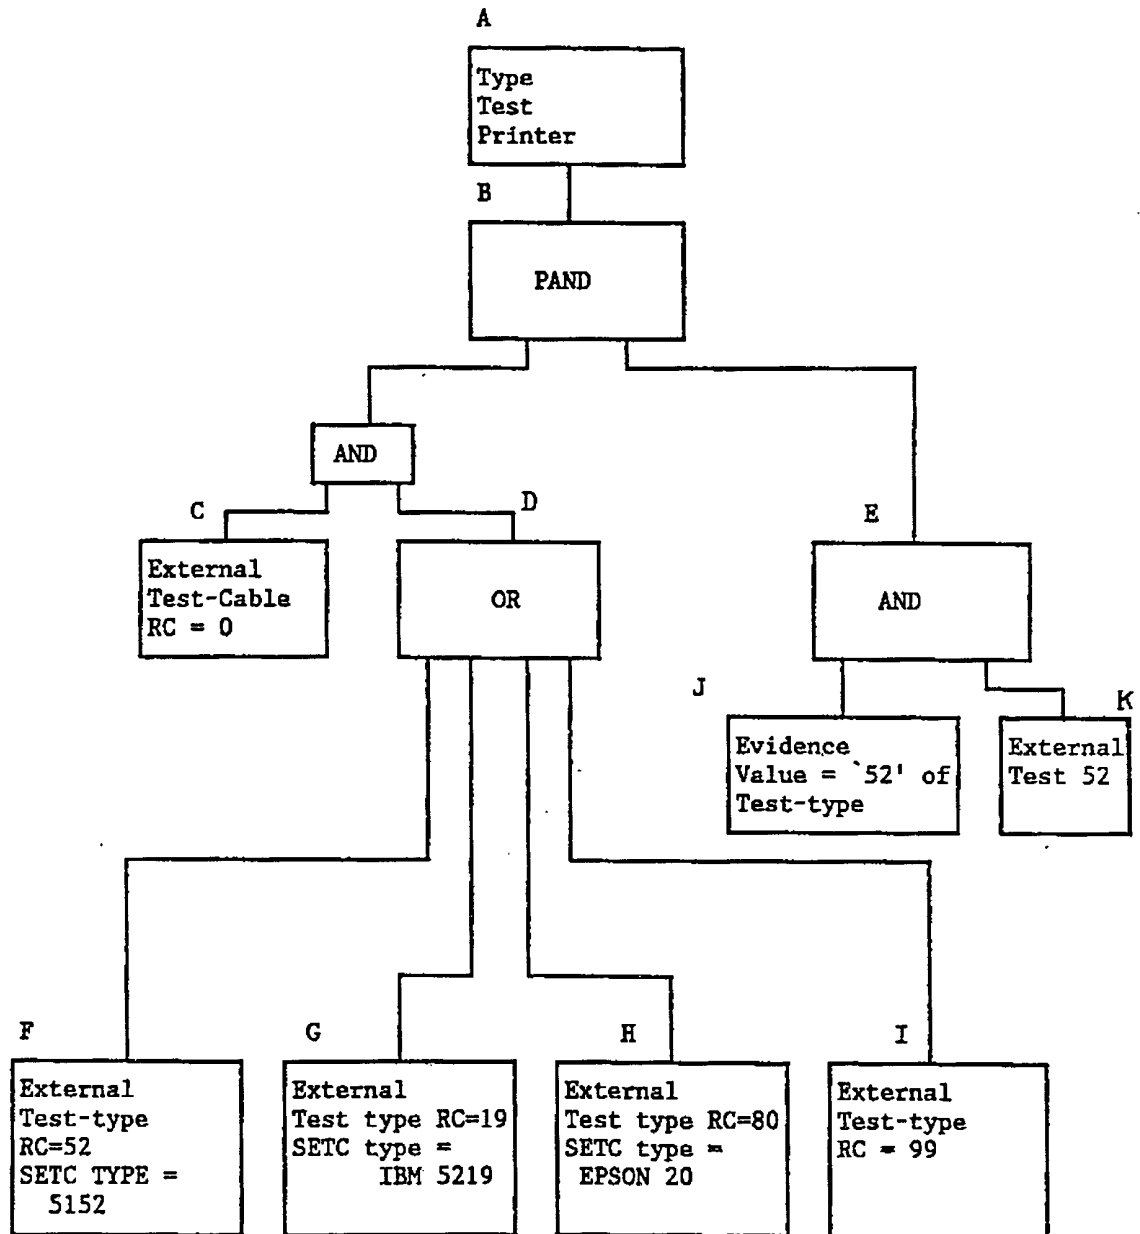 A
Type
Test
Printer
B
PAND
AND
C
D
E
External
Test-Cable
RC = 0
OR
AND
J
K
Evidence
Value = `52' of
Test-type
External
Test 52
F
G
H
I
External
Test-type
RC=52
SETC TYPE =
5152
External
Test type RC=19
SETC type =
IBM 5219
External
Test type RC=80
SETC type =
EPSON 20
External
Test-type
RC = 99